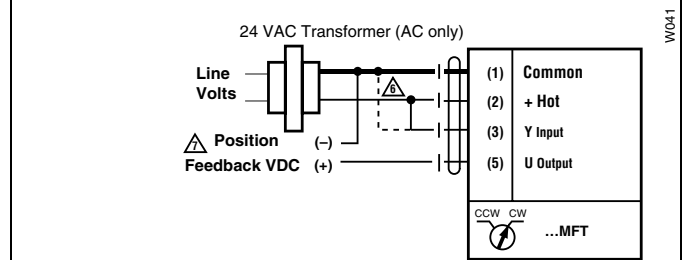 24 VAC Transformer (AC only)
W041
Line
Volts
(1) Common
6
(2) + Hot
(3) Y Input
7 Position (–)
Feedback VDC (+)
(5) U Output
CCW CW
...MFT